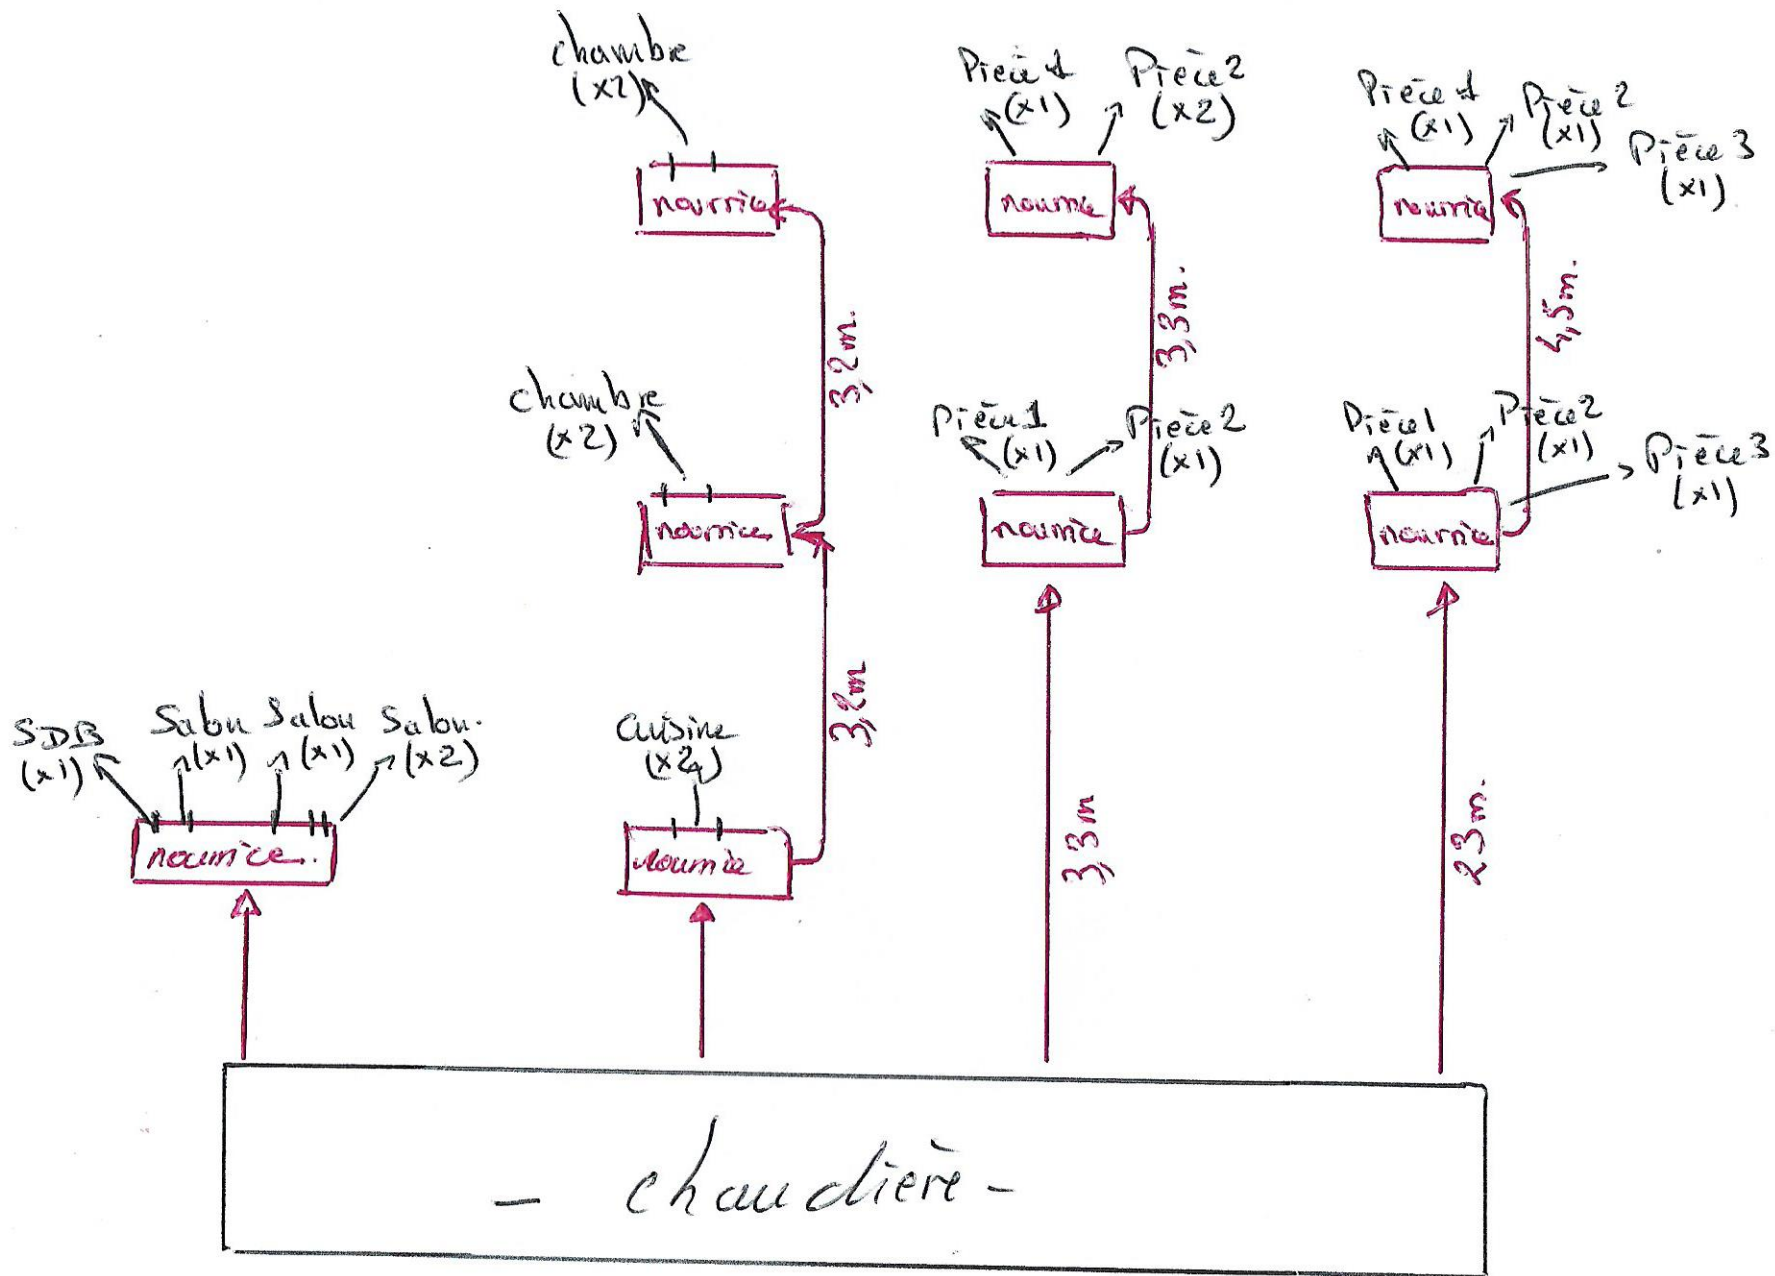 chambre
(x2)
Pièce 1
(x1)
Pièce 2
(x2)
Pièce 1
(x1)
Pièce 2
(x1)
Pièce 3
(x1)
nourrice
nourrice
nourrice
3,2m.
3,3m.
4,5m.
chambre
(x2)
Pièce 1
(x1)
Pièce 2
(x1)
Pièce 1
(x1)
Pièce 2
(x1)
Pièce 3
(x1)
nourrice
nourrice
nourrice
3,2m
SDB
(x1)
Salon
(x1)
Salon
(x1)
Salon.
(x2)
Cuisine
(x2)
nourrice.
nourrice
3,3m
23m.
- chaudière -